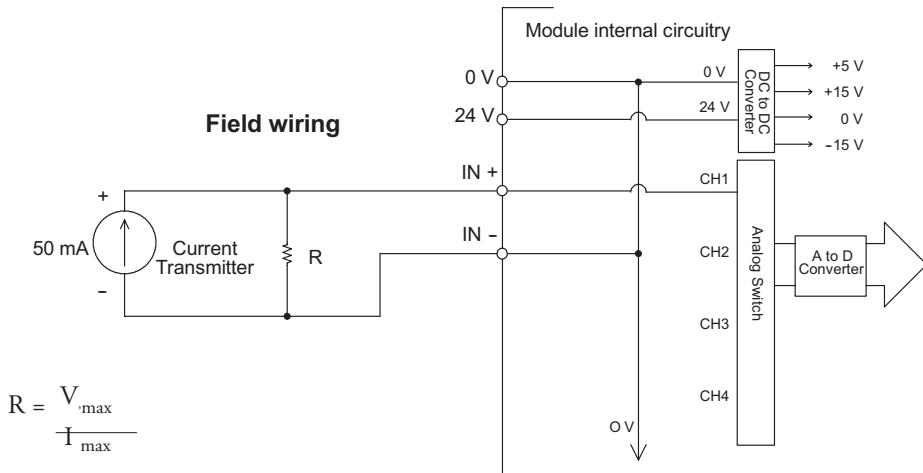 Module internal circuitry
0 V
24 V
0 V
24 V
DC to DC
Converter
+5 V
+15 V
0 V
-15 V
Field wiring
IN +
IN -
+
50 mA
-
Current
Transmitter
R
CH1
CH2
CH3
CH4
Analog Switch
A to D
Converter
O V
R = V max
I max